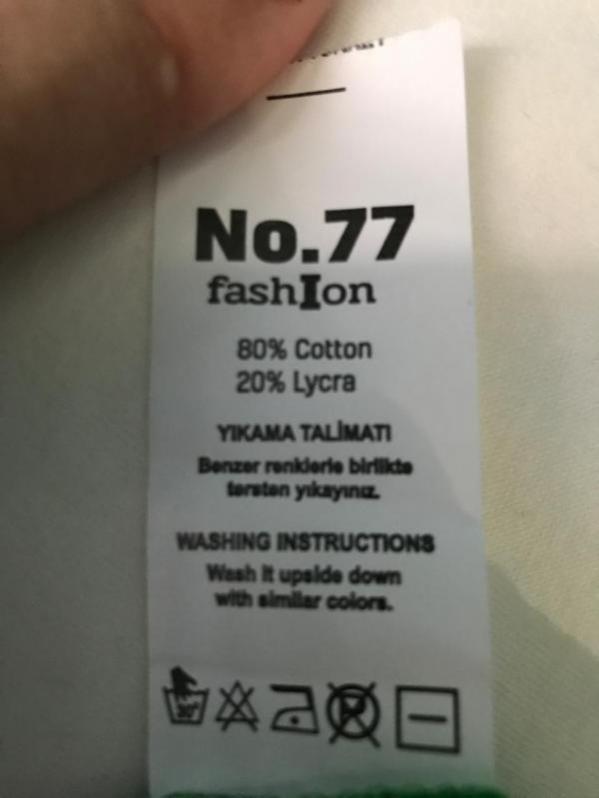 No.77
fashIon
80% Cotton
20% Lycra
YIKAMA TALİMATI
Benzer renklerle birlikte
tersten yıkayınız.
WASHING INSTRUCTIONS
Wash it upside down
with similar colors.
30°
P